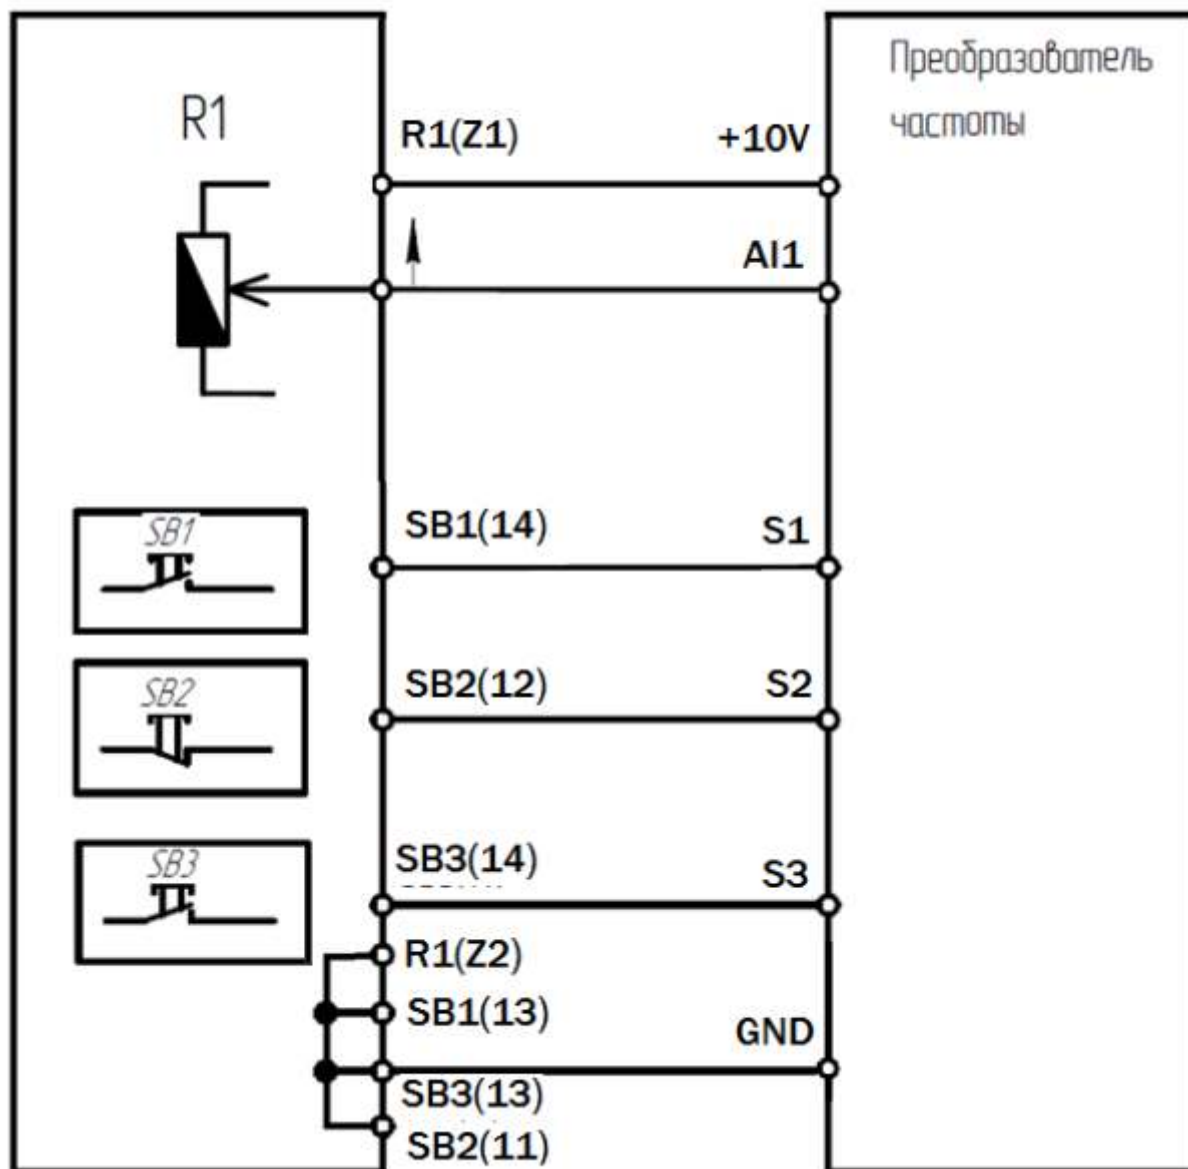 Преобразователь
частоты
R1
R1(Z1)
+10V
AI1
SB1
SB1(14)
S1
SB2
SB2(12)
S2
SB3
SB3(14)
S3
R1(Z2)
SB1(13)
GND
SB3(13)
SB2(11)